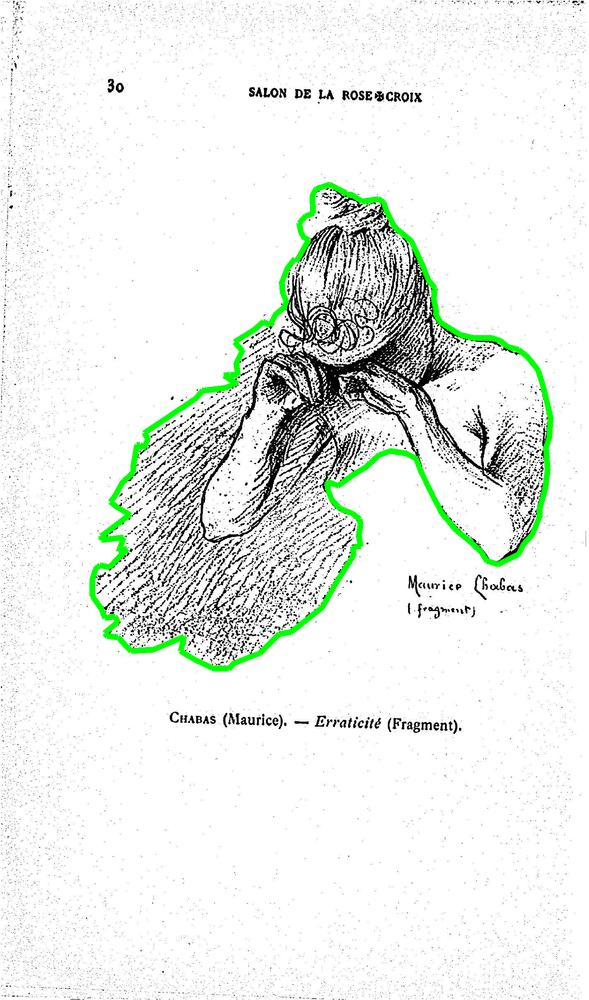 30
SALON DE LA ROSE✠CROIX
Maurice Chabas
(fragment)
CHABAS (Maurice). — Erraticité (Fragment).